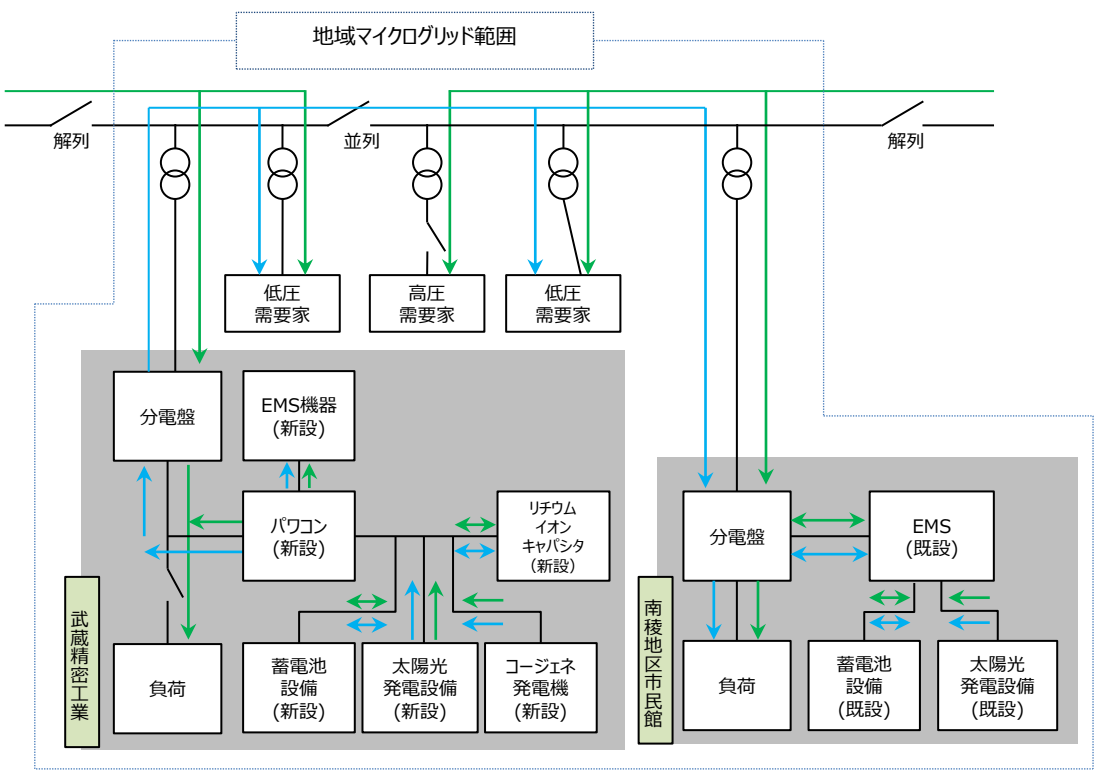 地域マイクログリッド範囲
解列
並列
解列
低圧
需要家
高圧
需要家
低圧
需要家
分電盤
EMS機器
(新設)
パワコン
(新設)
リチウム
イオン
キャパシタ
(新設)
武蔵精密工業
負荷
蓄電池
設備
(新設)
太陽光
発電設備
(新設)
コージェネ
発電機
(新設)
分電盤
EMS
(既設)
南稜地区市民館
負荷
蓄電池
設備
(既設)
太陽光
発電設備
(既設)